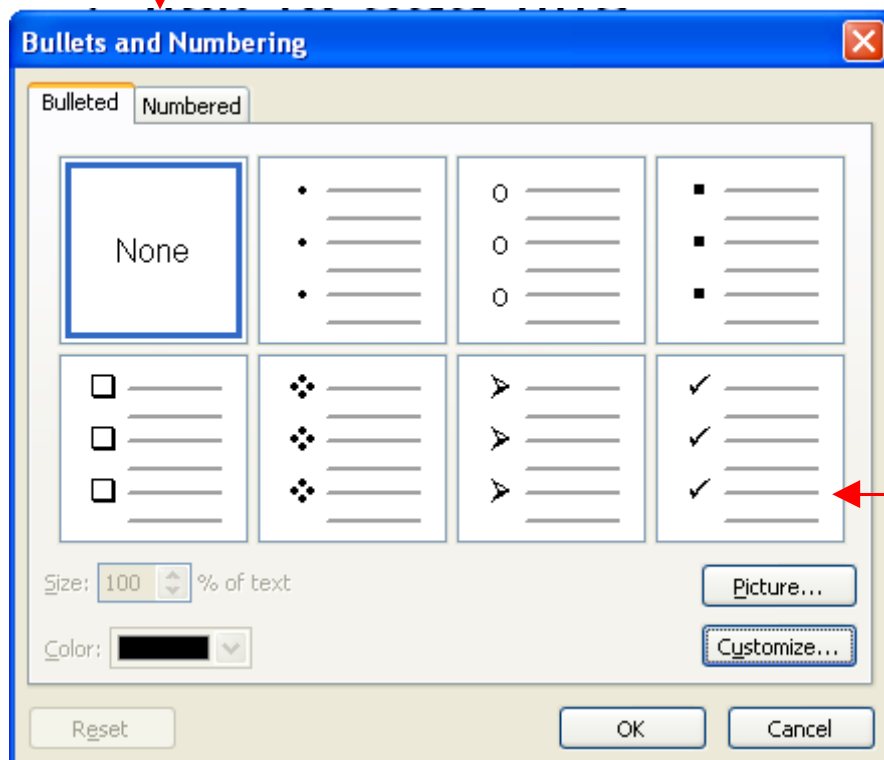 Bullets and Numbering
Bulleted Numbered
None
Size: 100 % of text
Picture...
Color:
Customize...
Reset OK Cancel